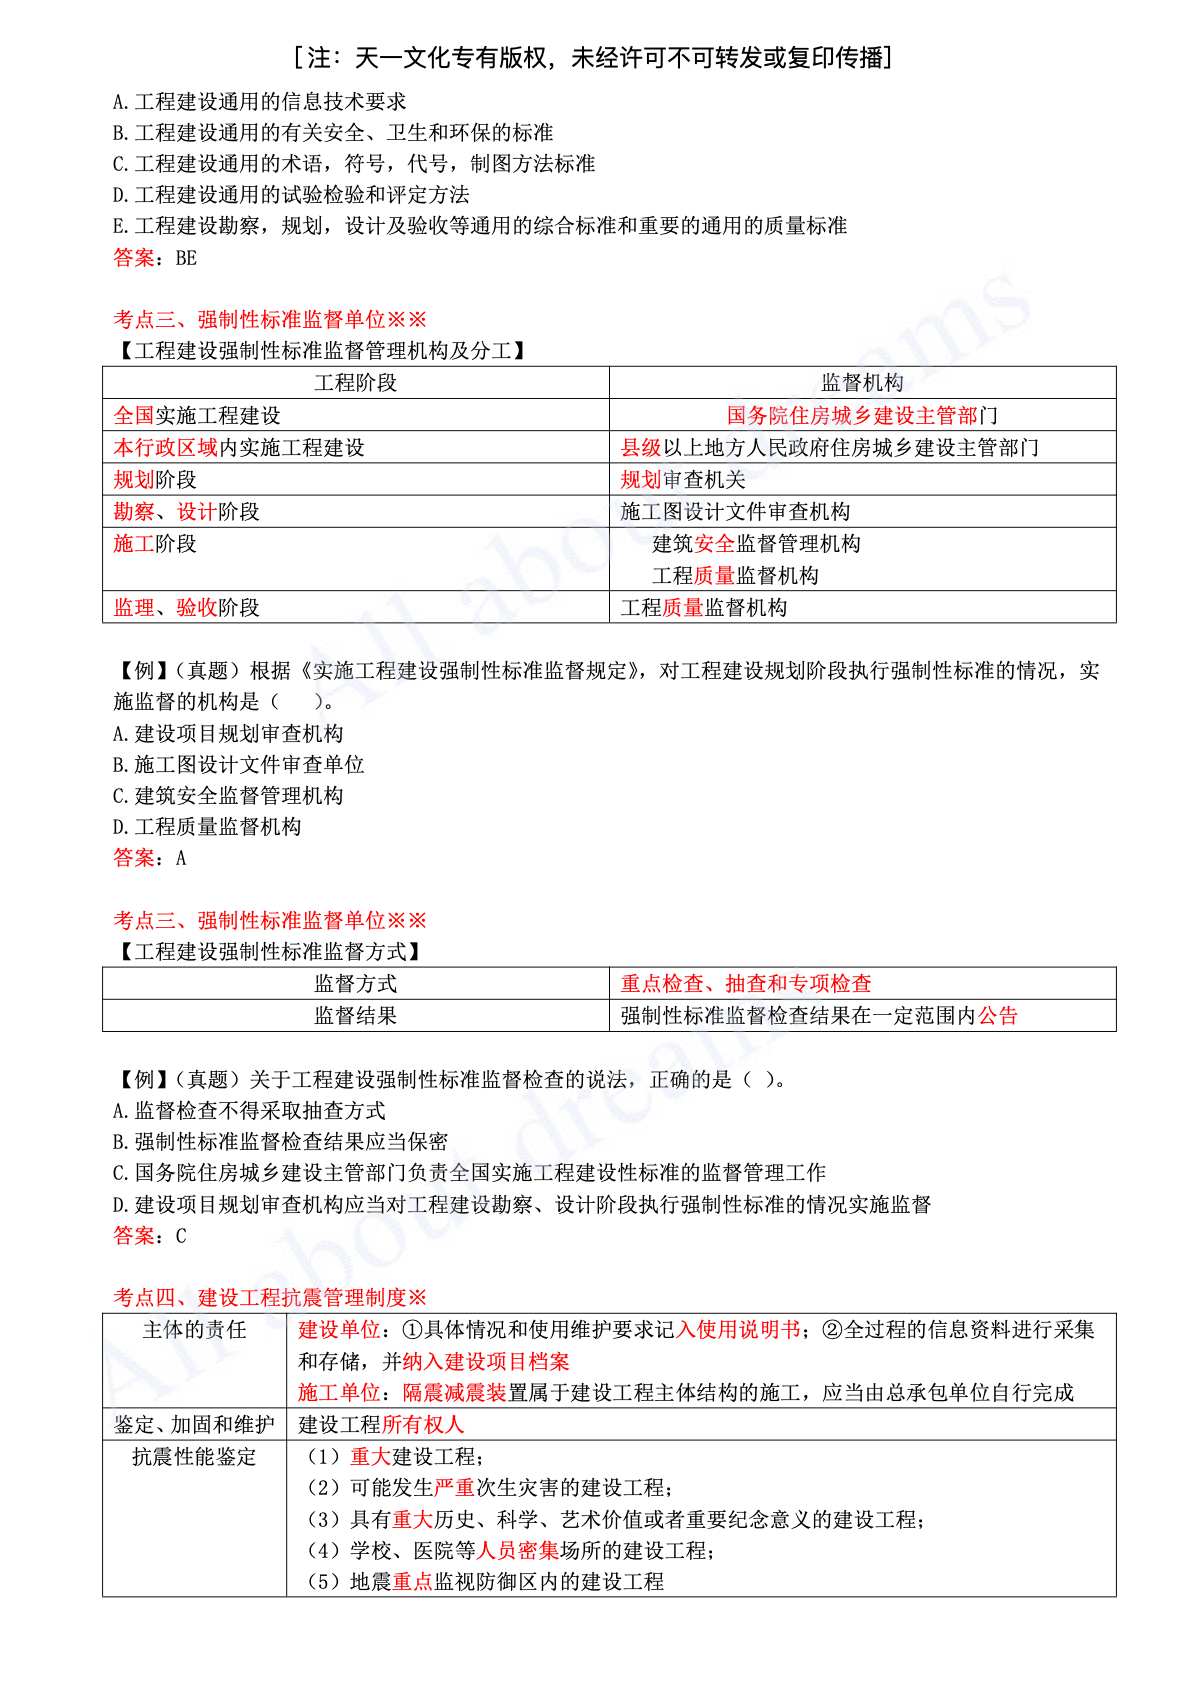 [注：天一文化专有版权，未经许可不可转发或复印传播]
A.工程建设通用的信息技术要求
B.工程建设通用的有关安全、卫生和环保的标准
C.工程建设通用的术语，符号，代号，制图方法标准
D.工程建设通用的试验检验和评定方法
E.工程建设勘察，规划，设计及验收等通用的综合标准和重要的通用的质量标准
答案：BE
考点三、强制性标准监督单位※※
【工程建设强制性标准监督管理机构及分工】
工程阶段 监督机构
全国实施工程建设 国务院住房城乡建设主管部门
本行政区域内实施工程建设 县级以上地方人民政府住房城乡建设主管部门
规划阶段 规划审查机关
勘察、设计阶段 施工图设计文件审查机构
施工阶段 建筑安全监督管理机构
工程质量监督机构
监理、验收阶段 工程质量监督机构
【例】（真题）根据《实施工程建设强制性标准监督规定》，对工程建设规划阶段执行强制性标准的情况，实
施监督的机构是（ ）。
A.建设项目规划审查机构
B.施工图设计文件审查单位
C.建筑安全监督管理机构
D.工程质量监督机构
答案：A
考点三、强制性标准监督单位※※
【工程建设强制性标准监督方式】
监督方式 重点检查、抽查和专项检查
监督结果 强制性标准监督检查结果在一定范围内公告
【例】（真题）关于工程建设强制性标准监督检查的说法，正确的是（ ）。
A.监督检查不得采取抽查方式
B.强制性标准监督检查结果应当保密
C.国务院住房城乡建设主管部门负责全国实施工程建设性标准的监督管理工作
D.建设项目规划审查机构应当对工程建设勘察、设计阶段执行强制性标准的情况实施监督
答案：C
考点四、建设工程抗震管理制度※
主体的责任 建设单位：①具体情况和使用维护要求记入使用说明书；②全过程的信息资料进行采集
和存储，并纳入建设项目档案
施工单位：隔震减震装置属于建设工程主体结构的施工，应当由总承包单位自行完成
鉴定、加固和维护 建设工程所有权人
抗震性能鉴定 （1）重大建设工程；
（2）可能发生严重次生灾害的建设工程；
（3）具有重大历史、科学、艺术价值或者重要纪念意义的建设工程；
（4）学校、医院等人员密集场所的建设工程；
（5）地震重点监视防御区内的建设工程
All about dreams
All about dreams